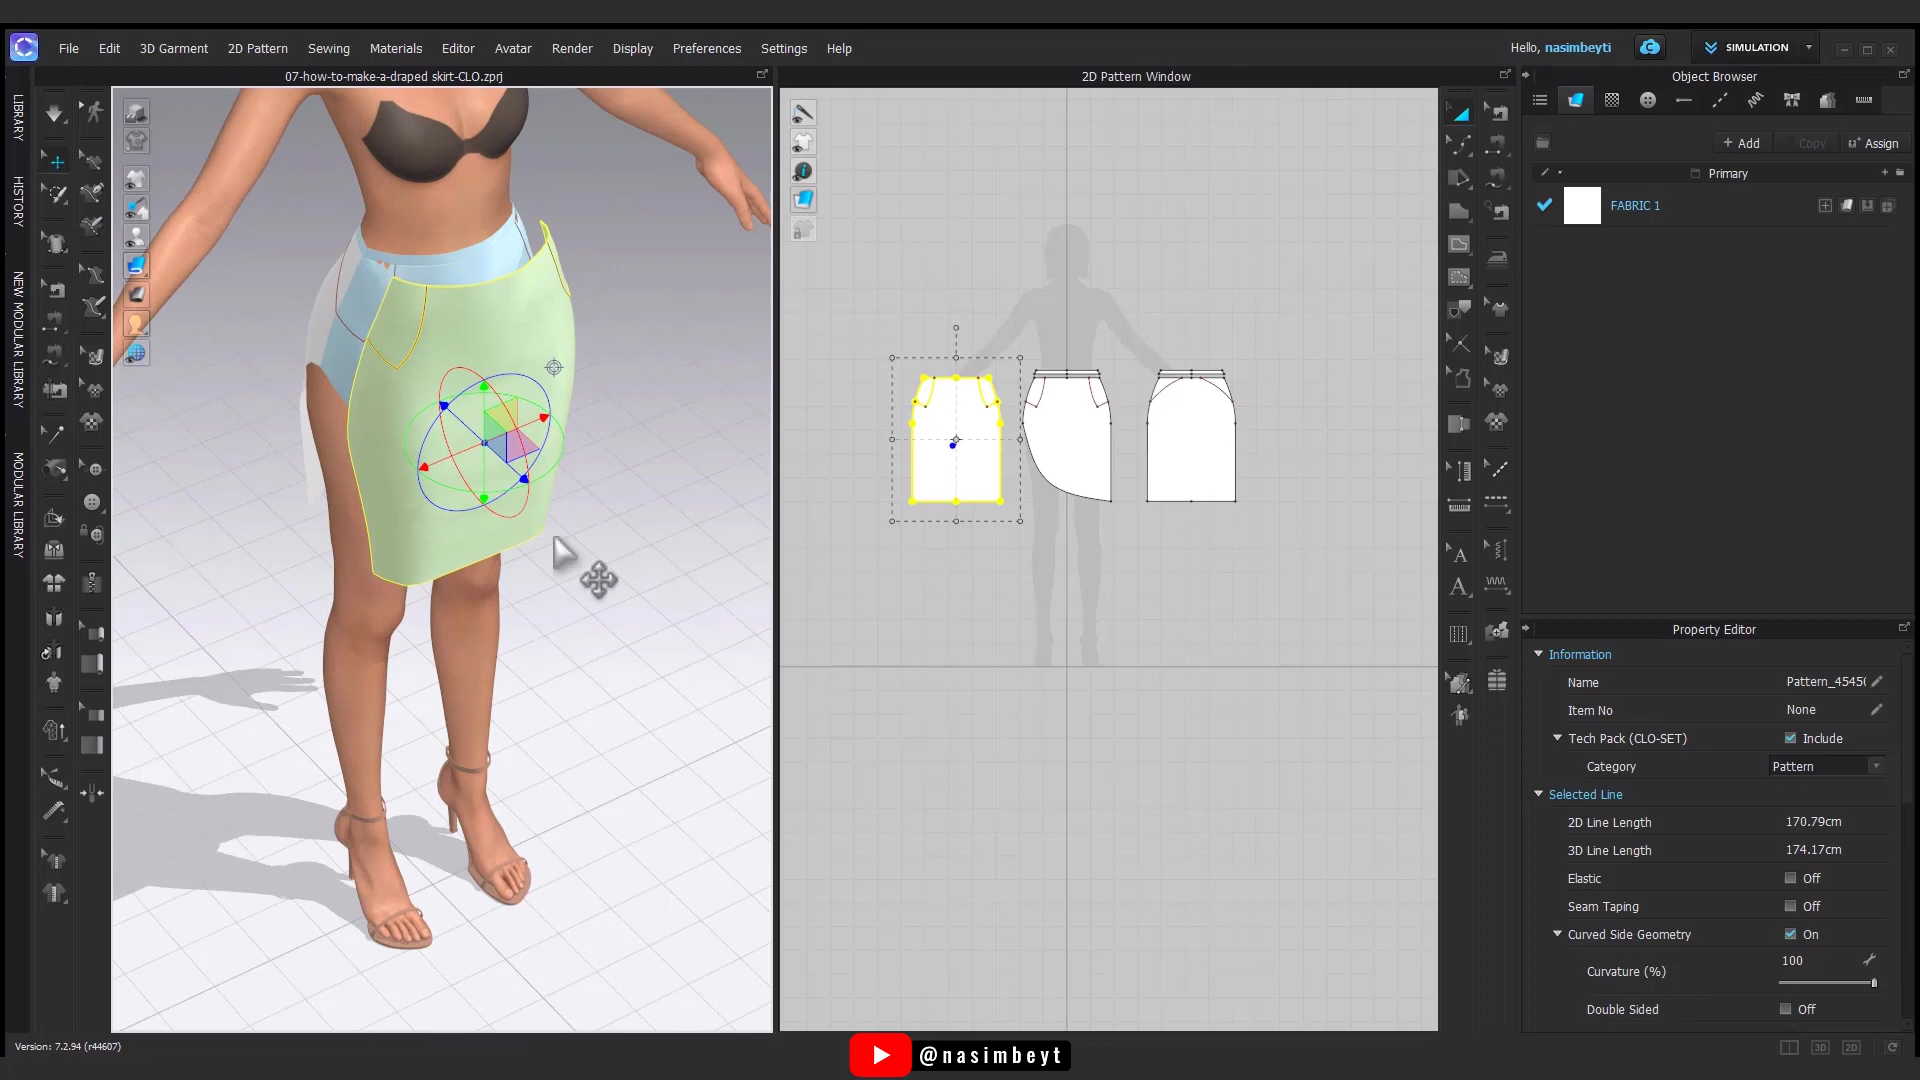 File Edit 3D Garment 2D Pattern Sewing Materials Editor Avatar Render Display Preferences Settings Help
Hello, nasimbeyti
SIMULATION
07-how-to-make-a-draped skirt-CLO.zprj
2D Pattern Window
Object Browser
LIBRARY
HISTORY
NEW MODULAR LIBRARY
MODULAR LIBRARY
+ Add
Copy
Assign
Primary
FABRIC 1
Property Editor
Information
Name Pattern_4545
Item No None
Tech Pack (CLO-SET) Include
Category Pattern
Selected Line
2D Line Length 170.79cm
3D Line Length 174.17cm
Elastic Off
Seam Taping Off
Curved Side Geometry On
Curvature (%) 100
Double Sided Off
Version: 7.2.94 (r44607)
@nasimbeyt
3D
2D